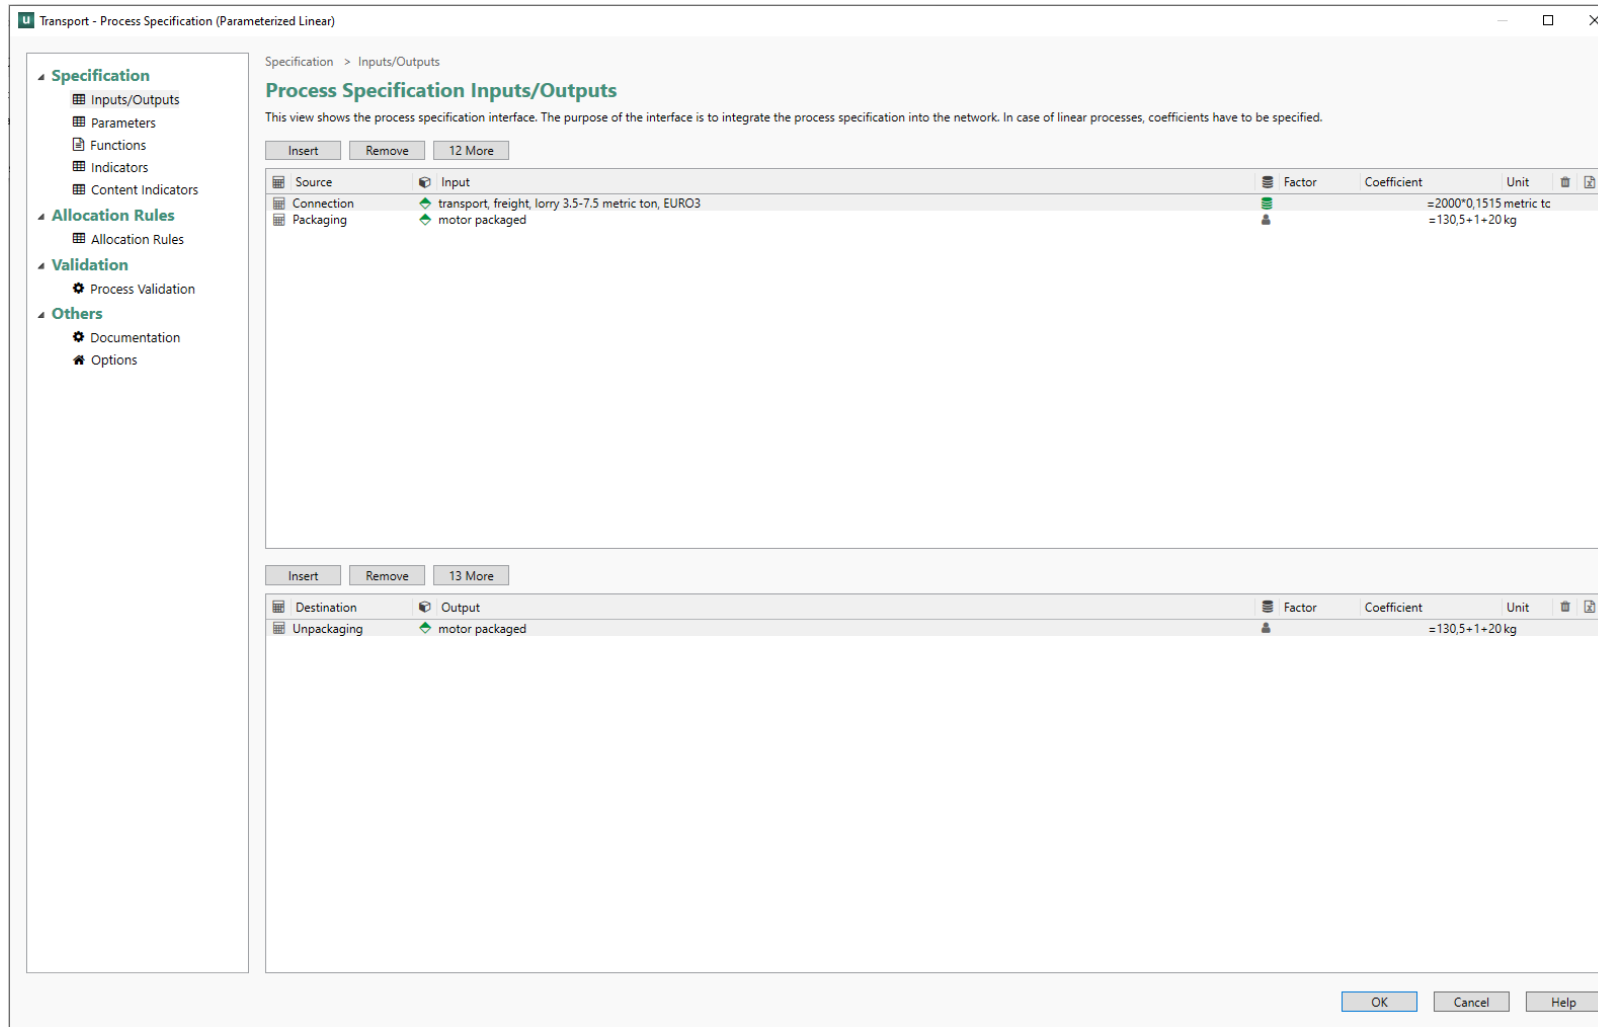 Transport - Process Specification (Parameterized Linear)
Specification
Inputs/Outputs
Parameters
Functions
Indicators
Content Indicators
Allocation Rules
Allocation Rules
Validation
Process Validation
Others
Documentation
Options
Specification > Inputs/Outputs
Process Specification Inputs/Outputs
This view shows the process specification interface. The purpose of the interface is to integrate the process specification into the network. In case of linear processes, coefficients have to be specified.
Insert Remove 12 More
Source Input Factor Coefficient Unit
Connection transport, freight, lorry 3.5-7.5 metric ton, EURO3 =2000*0,1515 metric tc
Packaging motor packaged =130,5+1+20 kg
Insert Remove 13 More
Destination Output Factor Coefficient Unit
Unpackaging motor packaged =130,5+1+20 kg
OK Cancel Help